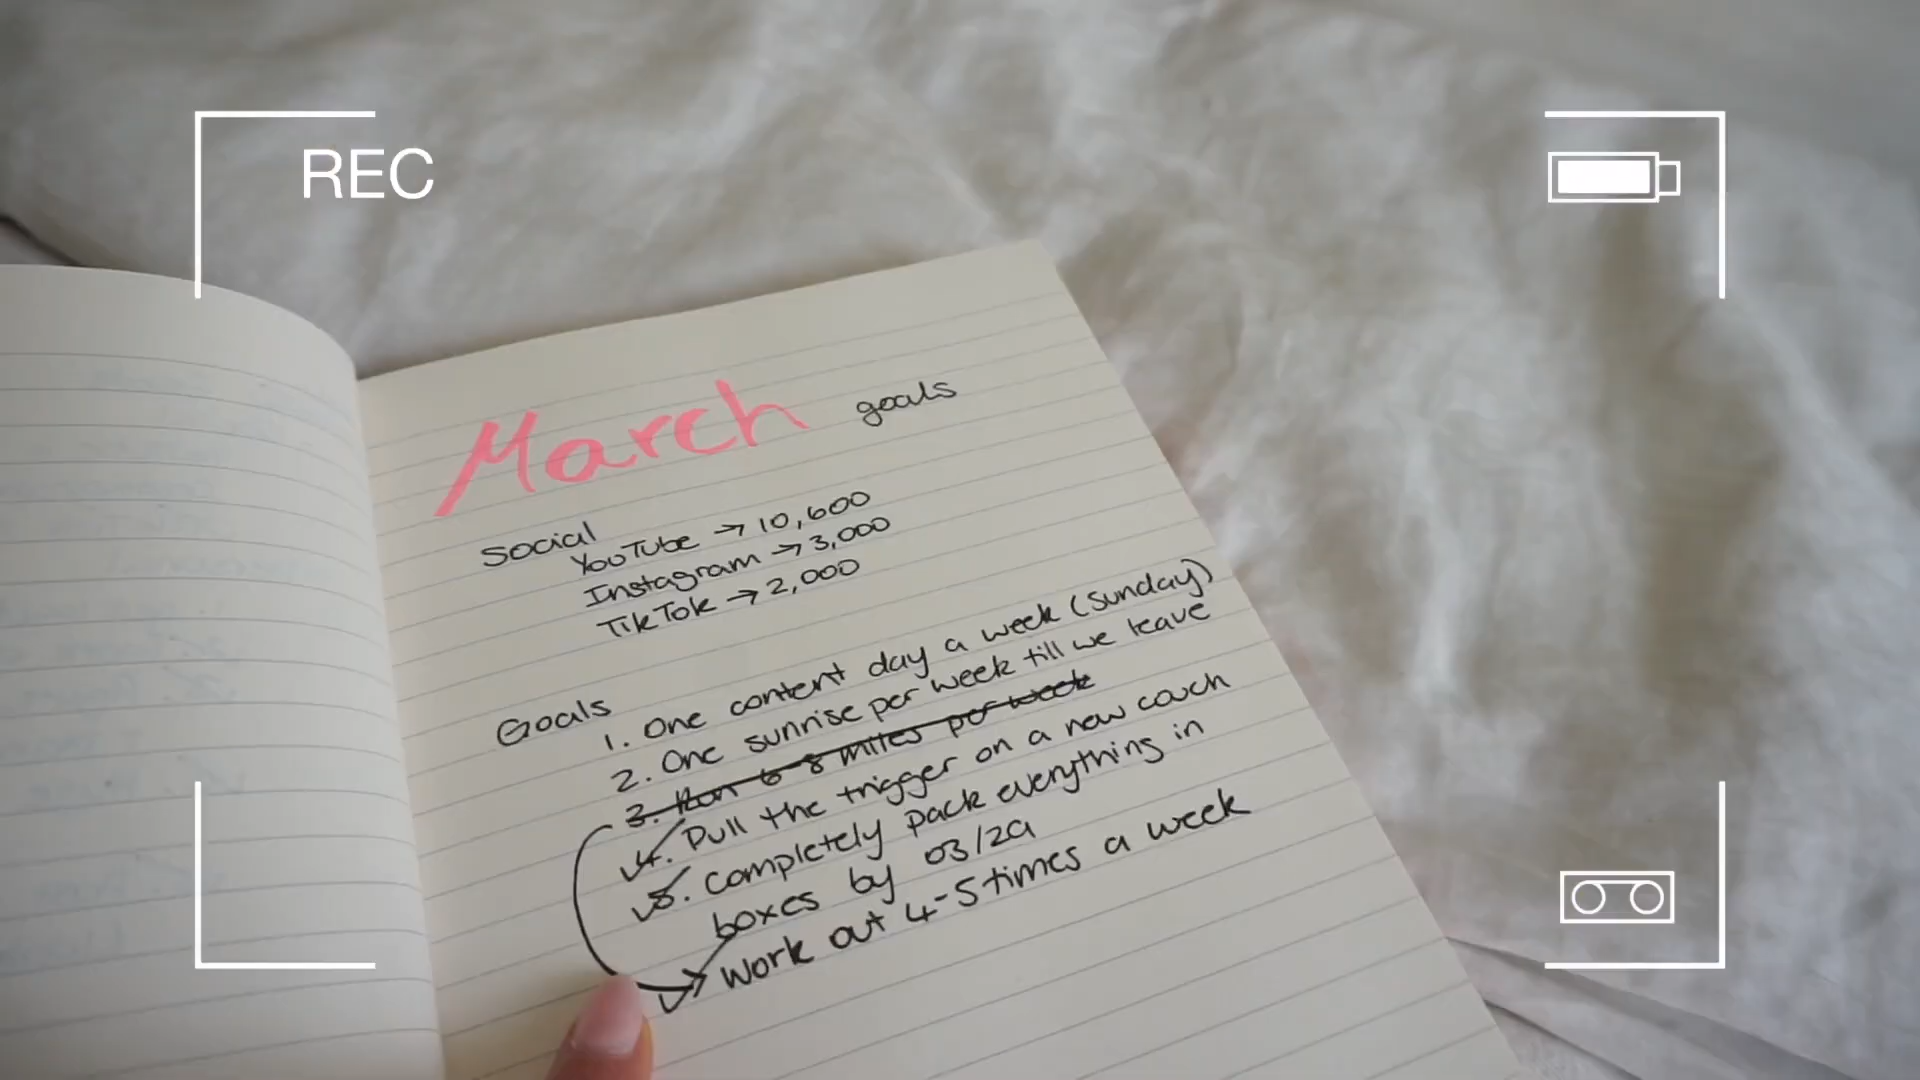 REC
March goals
Social
YouTube → 10,600
Instagram → 3,000
TikTok → 2,000
Goals
1. One content day a week (Sunday)
2. One sunrise per week till we leave
3. Run 6-8 miles per week
4. Pull the trigger on a new couch
5. Completely pack everything in
boxes by 03/29
Work out 4-5 times a week